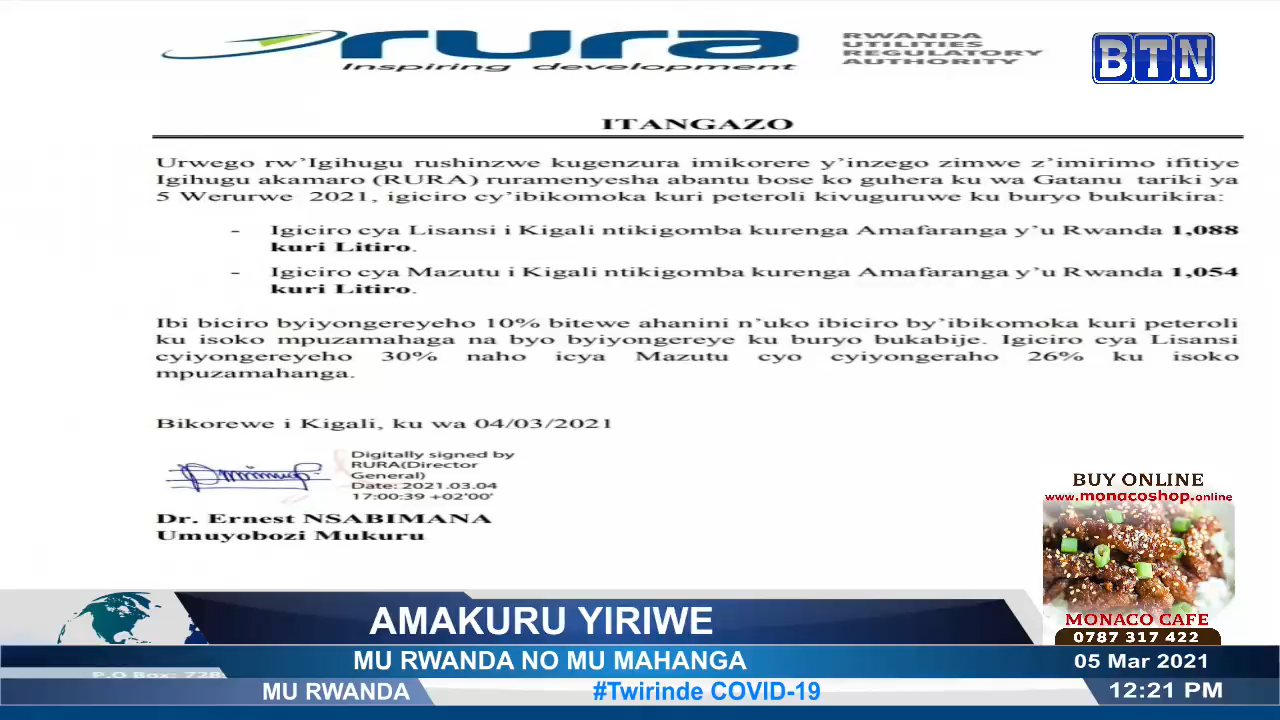 rura
Inspiring development
RWANDA
UTILITIES
REGULATORY
AUTHORITY
BTN
ITANGAZO
Urwego rw'Igihugu rushinzwe kugenzura imikorere y'inzego zimwe z'imirimo ifitiye
Igihugu akamaro (RURA) ruramenyesha abantu bose ko guhera ku wa Gatanu tariki ya
5 Werurwe 2021, igiciro cy'ibikomoka kuri peteroli kivuguruwe ku buryo bukurikira:
- Igiciro cya Lisansi i Kigali ntikigomba kurenga Amafaranga y'u Rwanda 1,088
kuri Litiro.
- Igiciro cya Mazutu i Kigali ntikigomba kurenga Amafaranga y'u Rwanda 1,054
kuri Litiro.
Ibi biciro byiyongereyeho 10% bitewe ahanini n'uko ibiciro by'ibikomoka kuri peteroli
ku isoko mpuzamahaga na byo byiyongereye ku buryo bukabije. Igiciro cya Lisansi
cyiyongereyeho 30% naho icya Mazutu cyo cyiyongeraho 26% ku isoko
mpuzamahanga.
Bikorewe i Kigali, ku wa 04/03/2021
Digitally signed by
RURA(Director
General)
Date: 2021.03.04
17:00:39 +02'00'
Dr. Ernest NSABIMANA
Umuyobozi Mukuru
BUY ONLINE
www.monacoshop.online
MONACO CAFE
0787 317 422
AMAKURU YIRIWE
MU RWANDA NO MU MAHANGA
05 Mar 2021
P.O Box: 728
MU RWANDA
#Twirinde COVID-19
12:21 PM